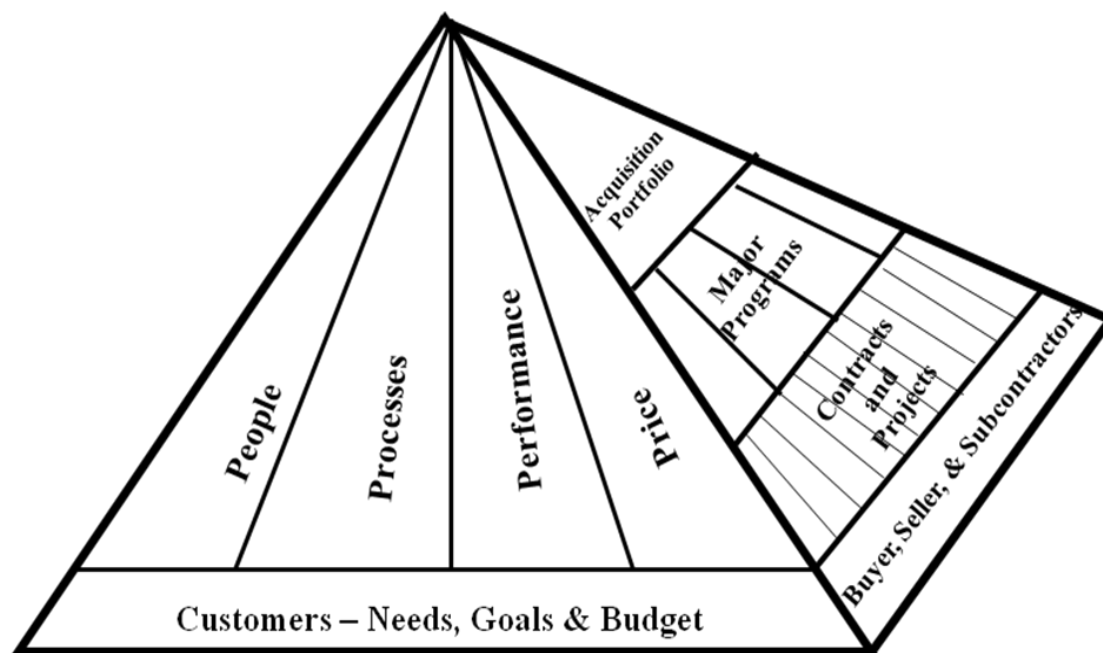 People
Processes
Performance
Price
Customers – Needs, Goals & Budget
Acquisition
Portfolio
Major
Programs
Contracts
and
Projects
Buyer, Seller, & Subcontractors